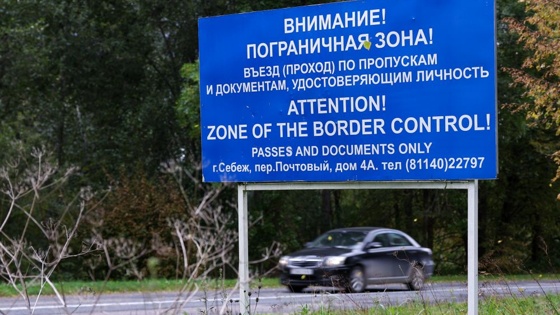 ВНИМАНИЕ!
ПОГРАНИЧНАЯ ЗОНА!
ВЪЕЗД (ПРОХОД) ПО ПРОПУСКАМ
И ДОКУМЕНТАМ, УДОСТОВЕРЯЮЩИМ ЛИЧНОСТЬ
ATTENTION!
ZONE OF THE BORDER CONTROL!
PASSES AND DOCUMENTS ONLY
г.Себеж, пер.Почтовый, дом 4А. тел (81140)22797